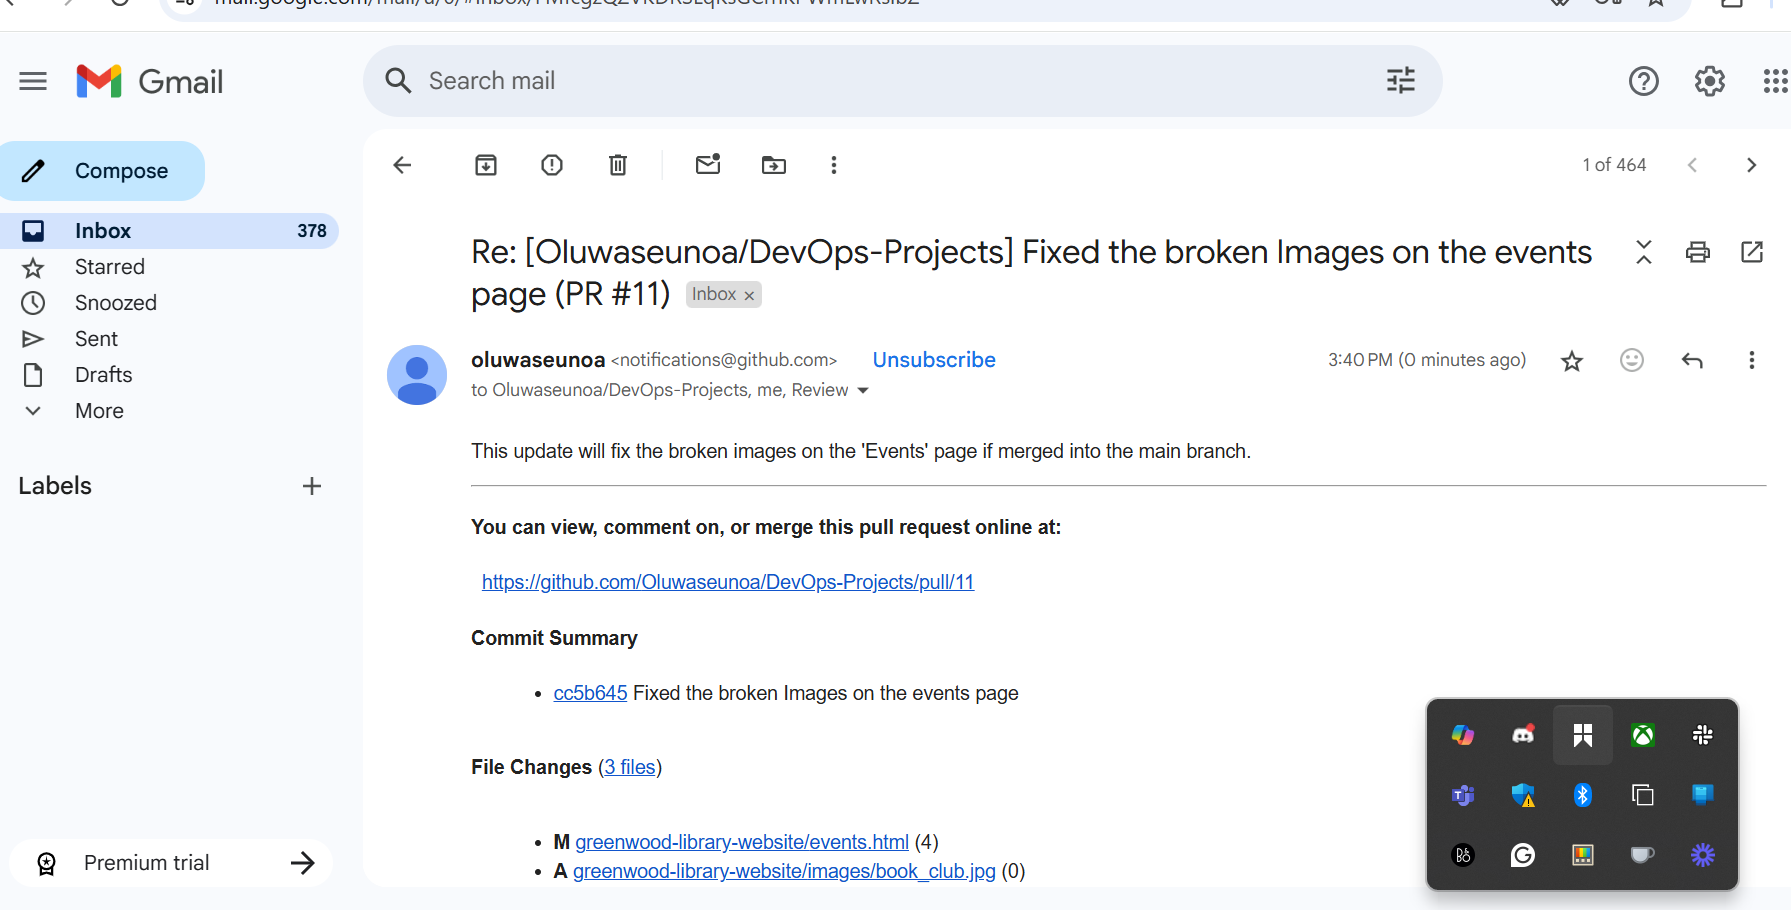 Gmail
Search mail
Compose
Inbox 378
Starred
Snoozed
Sent
Drafts
More
Labels
Premium trial
1 of 464
Re: [Oluwaseunoa/DevOps-Projects] Fixed the broken Images on the events
page (PR #11) Inbox ×
oluwaseunoa <notifications@github.com> Unsubscribe 3:40 PM (0 minutes ago)
to Oluwaseunoa/DevOps-Projects, me, Review
This update will fix the broken images on the 'Events' page if merged into the main branch.
You can view, comment on, or merge this pull request online at:
https://github.com/Oluwaseunoa/DevOps-Projects/pull/11
Commit Summary
• cc5b645 Fixed the broken Images on the events page
File Changes (3 files)
• M greenwood-library-website/events.html (4)
• A greenwood-library-website/images/book_club.jpg (0)